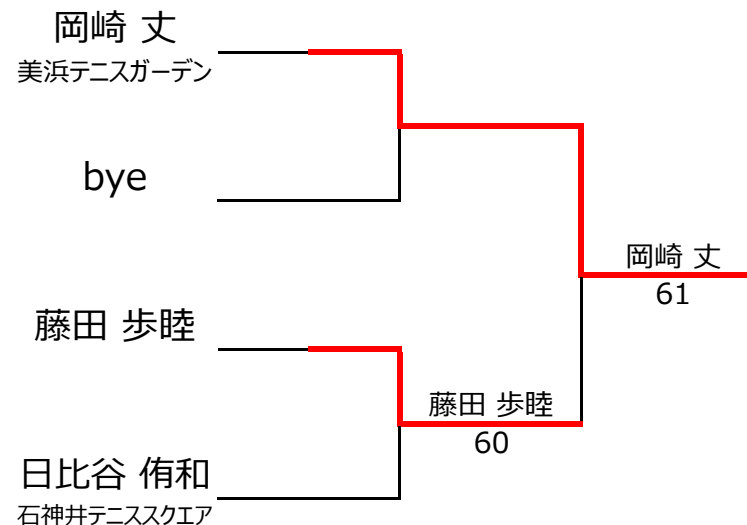 岡崎 丈
美浜テニスガーデン
bye
岡崎 丈
61
藤田 歩睦
藤田 歩睦
60
日比谷 侑和
石神井テニススクエア